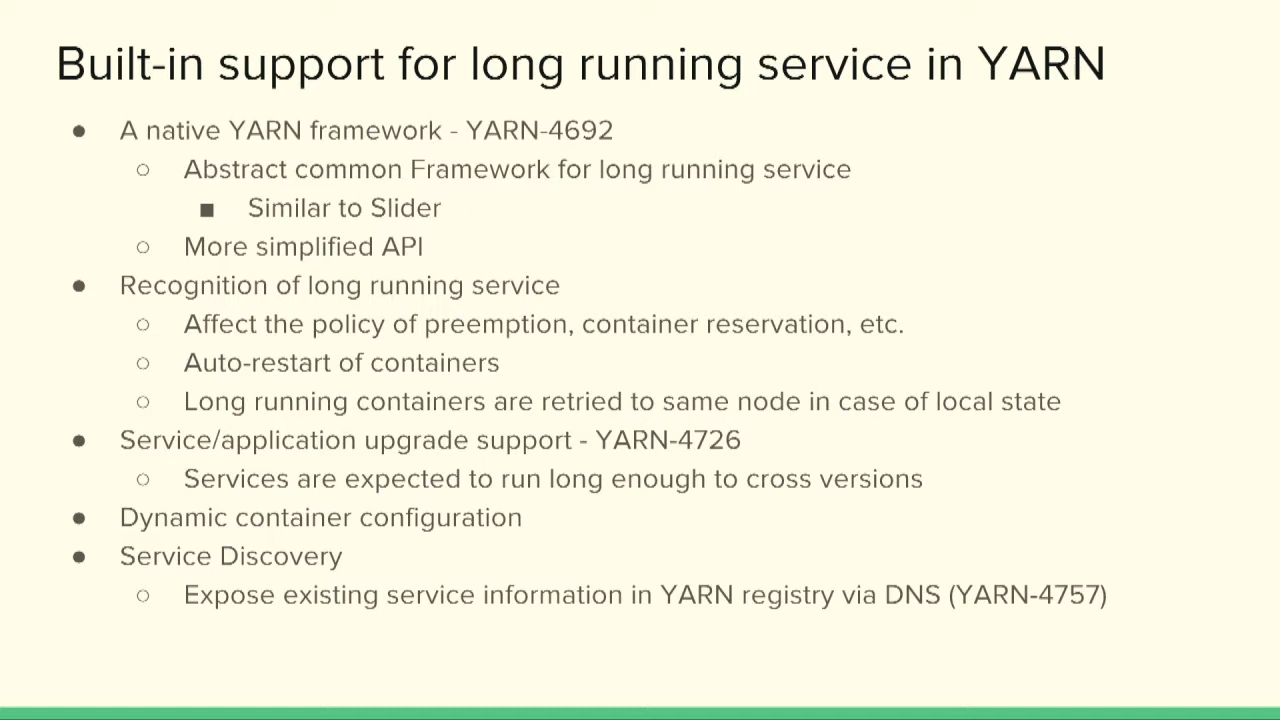 Built-in support for long running service in YARN
● A native YARN framework - YARN-4692
○ Abstract common Framework for long running service
■ Similar to Slider
○ More simplified API
● Recognition of long running service
○ Affect the policy of preemption, container reservation, etc.
○ Auto-restart of containers
○ Long running containers are retried to same node in case of local state
● Service/application upgrade support - YARN-4726
○ Services are expected to run long enough to cross versions
● Dynamic container configuration
● Service Discovery
○ Expose existing service information in YARN registry via DNS (YARN-4757)